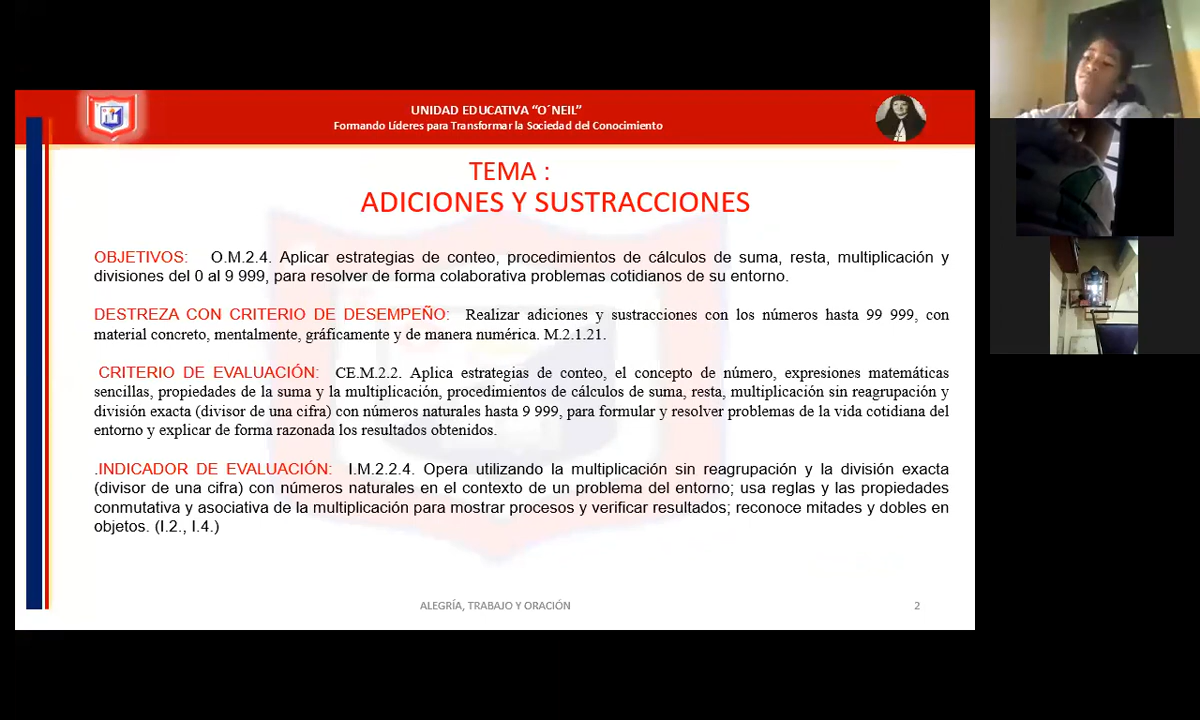 UNIDAD EDUCATIVA “O´NEIL”
Formando Líderes para Transformar la Sociedad del Conocimiento
TEMA :
ADICIONES Y SUSTRACCIONES
OBJETIVOS: O.M.2.4. Aplicar estrategias de conteo, procedimientos de cálculos de suma, resta, multiplicación y
divisiones del 0 al 9 999, para resolver de forma colaborativa problemas cotidianos de su entorno.
DESTREZA CON CRITERIO DE DESEMPEÑO: Realizar adiciones y sustracciones con los números hasta 99 999, con
material concreto, mentalmente, gráficamente y de manera numérica. M.2.1.21.
CRITERIO DE EVALUACIÓN: CE.M.2.2. Aplica estrategias de conteo, el concepto de número, expresiones matemáticas
sencillas, propiedades de la suma y la multiplicación, procedimientos de cálculos de suma, resta, multiplicación sin reagrupación y
división exacta (divisor de una cifra) con números naturales hasta 9 999, para formular y resolver problemas de la vida cotidiana del
entorno y explicar de forma razonada los resultados obtenidos.
.INDICADOR DE EVALUACIÓN: I.M.2.2.4. Opera utilizando la multiplicación sin reagrupación y la división exacta
(divisor de una cifra) con números naturales en el contexto de un problema del entorno; usa reglas y las propiedades
conmutativa y asociativa de la multiplicación para mostrar procesos y verificar resultados; reconoce mitades y dobles en
objetos. (I.2., I.4.)
ALEGRÍA, TRABAJO Y ORACIÓN
2